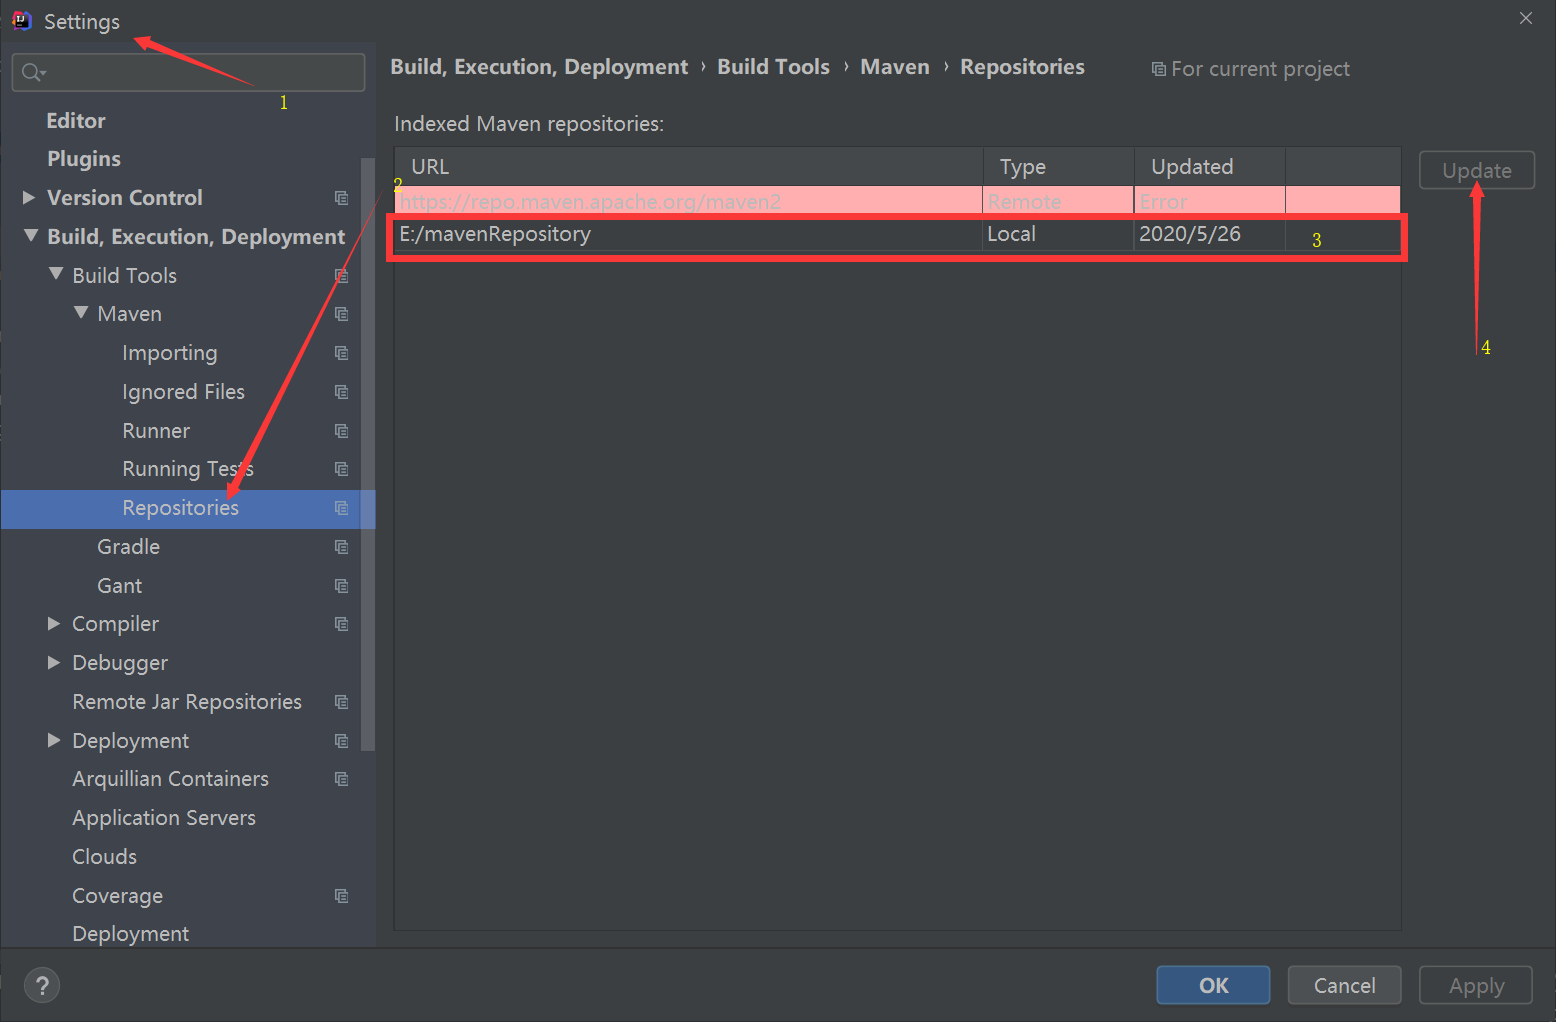 Settings
1
Editor
Plugins
Version Control
Build, Execution, Deployment
Build Tools
Maven
Importing
Ignored Files
Runner
Running Tests
Repositories
Gradle
Gant
Compiler
Debugger
Remote Jar Repositories
Deployment
Arquillian Containers
Application Servers
Clouds
Coverage
Deployment
Build, Execution, Deployment › Build Tools › Maven › Repositories For current project
Indexed Maven repositories:
URL Type Updated
2
https://repo.maven.apache.org/maven2 Remote Error
E:/mavenRepository Local 2020/5/26 3
Update
4
? OK Cancel Apply